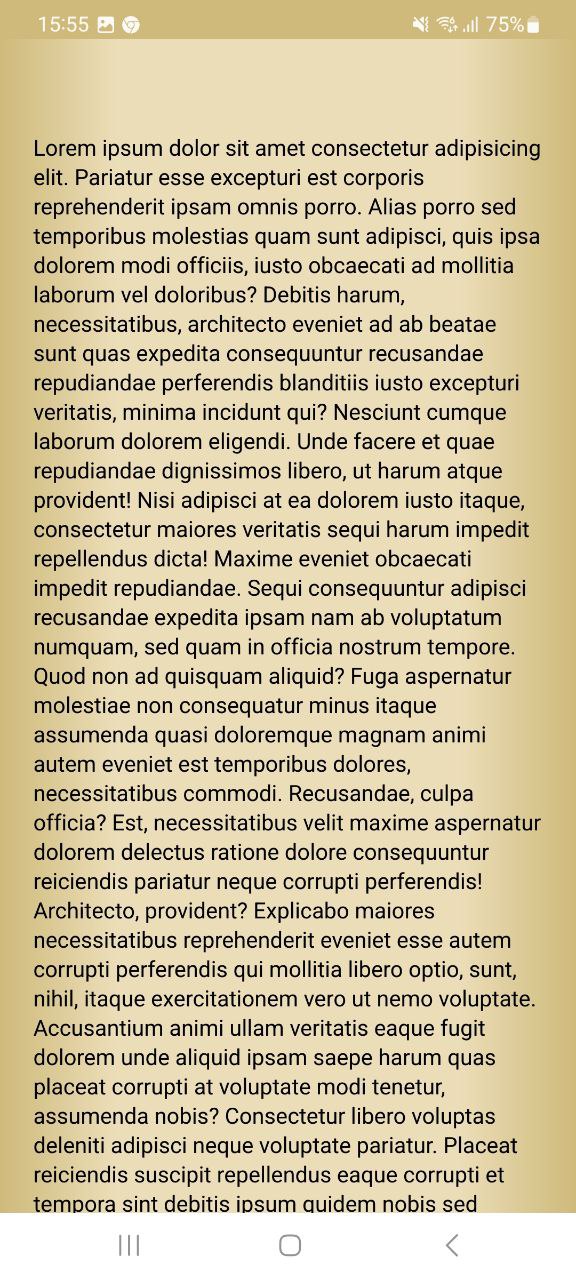 15:55 75%
Lorem ipsum dolor sit amet consectetur adipisicing
elit. Pariatur esse excepturi est corporis
reprehenderit ipsam omnis porro. Alias porro sed
temporibus molestias quam sunt adipisci, quis ipsa
dolorem modi officiis, iusto obcaecati ad mollitia
laborum vel doloribus? Debitis harum,
necessitatibus, architecto eveniet ad ab beatae
sunt quas expedita consequuntur recusandae
repudiandae perferendis blanditiis iusto excepturi
veritatis, minima incidunt qui? Nesciunt cumque
laborum dolorem eligendi. Unde facere et quae
repudiandae dignissimos libero, ut harum atque
provident! Nisi adipisci at ea dolorem iusto itaque,
consectetur maiores veritatis sequi harum impedit
repellendus dicta! Maxime eveniet obcaecati
impedit repudiandae. Sequi consequuntur adipisci
recusandae expedita ipsam nam ab voluptatum
numquam, sed quam in officia nostrum tempore.
Quod non ad quisquam aliquid? Fuga aspernatur
molestiae non consequatur minus itaque
assumenda quasi doloremque magnam animi
autem eveniet est temporibus dolores,
necessitatibus commodi. Recusandae, culpa
officia? Est, necessitatibus velit maxime aspernatur
dolorem delectus ratione dolore consequuntur
reiciendis pariatur neque corrupti perferendis!
Architecto, provident? Explicabo maiores
necessitatibus reprehenderit eveniet esse autem
corrupti perferendis qui mollitia libero optio, sunt,
nihil, itaque exercitationem vero ut nemo voluptate.
Accusantium animi ullam veritatis eaque fugit
dolorem unde aliquid ipsam saepe harum quas
placeat corrupti at voluptate modi tenetur,
assumenda nobis? Consectetur libero voluptas
deleniti adipisci neque voluptate pariatur. Placeat
reiciendis suscipit repellendus eaque corrupti et
tempora sint debitis ipsum quidem nobis sed